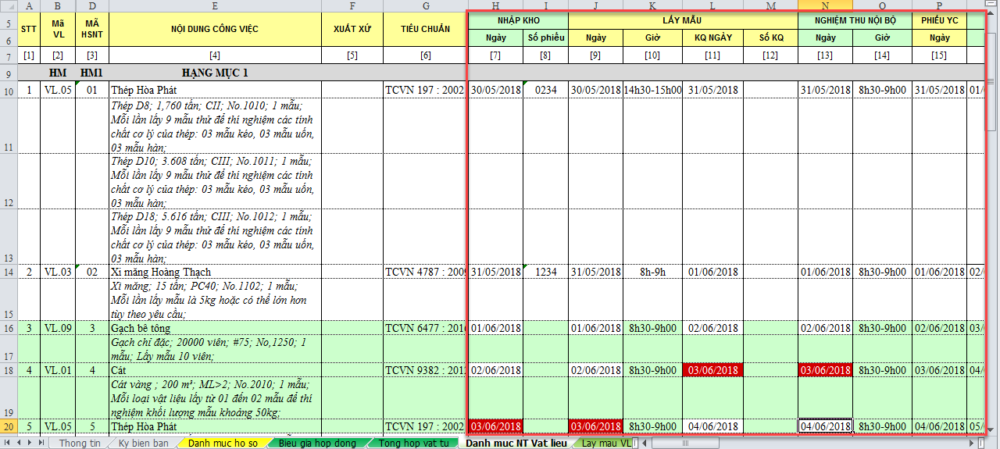 A B D E F G H I J K L M N O P
5 STT Mã VL MÃ HSNT NỘI DUNG CÔNG VIỆC XUẤT XỨ TIÊU CHUẨN NHẬP KHO LẤY MẪU NGHIỆM THU NỘI BỘ PHIẾU YC
6 Ngày Số phiếu Ngày Giờ KQ NGÀY SỐ KQ Ngày Giờ Ngày
7 [1] [2] [3] [4] [5] [6] [7] [8] [9] [10] [11] [12] [13] [14] [15]
9 HM HM1 HẠNG MỤC 1
10 1 VL.05 01 Thép Hòa Phát TCVN 197 : 2002 30/05/2018 0234 30/05/2018 14h30-15h00 31/05/2018 31/05/2018 8h30-9h00 31/05/2018 01/
Thép D8; 1,760 tấn; CII; No.1010; 1 mẫu;
Mỗi lần lấy 9 mẫu thử để thí nghiệm các tính
chất cơ lý của thép: 03 mẫu kéo, 03 mẫu uốn,
11 03 mẫu hàn;
Thép D10; 3.608 tấn; CIII; No.1011; 1 mẫu;
Mỗi lần lấy 9 mẫu thử để thí nghiệm các tính
chất cơ lý của thép: 03 mẫu kéo, 03 mẫu uốn,
12 03 mẫu hàn;
Thép D18; 5.616 tấn; CIII; No.1012; 1 mẫu;
Mỗi lần lấy 9 mẫu thử để thí nghiệm các tính
chất cơ lý của thép: 03 mẫu kéo, 03 mẫu uốn,
13 03 mẫu hàn;
14 2 VL.03 02 Xi măng Hoàng Thạch TCVN 4787 : 2009 31/05/2018 1234 31/05/2018 8h-9h 01/06/2018 01/06/2018 8h30-9h00 01/06/2018 02/
Xi măng; 15 tấn; PC40; No.1102; 1 mẫu;
Mỗi lần lấy mẫu là 5kg hoặc có thể lớn hơn
15 tùy theo yêu cầu;
16 3 VL.09 3 Gạch bê tông TCVN 6477 : 2016 01/06/2018 01/06/2018 8h30-9h00 02/06/2018 02/06/2018 8h30-9h00 02/06/2018 03/
Gạch chỉ đặc; 20000 viên; #75; No,1250; 1
17 mẫu; Lấy mẫu 10 viên;
18 4 VL.01 4 Cát TCVN 9382 : 2012 02/06/2018 02/06/2018 8h30-9h00 03/06/2018 03/06/2018 8h30-9h00 03/06/2018 04/
Cát vàng ; 200 m³; ML>2; No.2010; 1 mẫu;
Mỗi loại vật liệu lấy từ 01 đến 02 mẫu để thí
19 nghiệm khối lượng mẫu khoảng 50kg;
20 5 VL.05 5 Thép Hòa Phát TCVN 197 : 2002 03/06/2018 03/06/2018 8h30-9h00 04/06/2018 04/06/2018 8h30-9h00 04/06/2018 05/
Thong tin Ky bien ban Danh muc ho so Bieu gia hop dong Tong hop vat tu Danh muc NT Vat lieu Lay mau VL